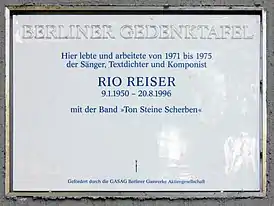 BERLINER GEDENKTAFEL
Hier lebte und arbeitete von 1971 bis 1975
der Sänger, Textdichter und Komponist
RIO REISER
9.1.1950 – 20.8.1996
mit der Band »Ton Steine Scherben«
Gefördert durch die GASAG Berliner Gaswerke Aktiengesellschaft